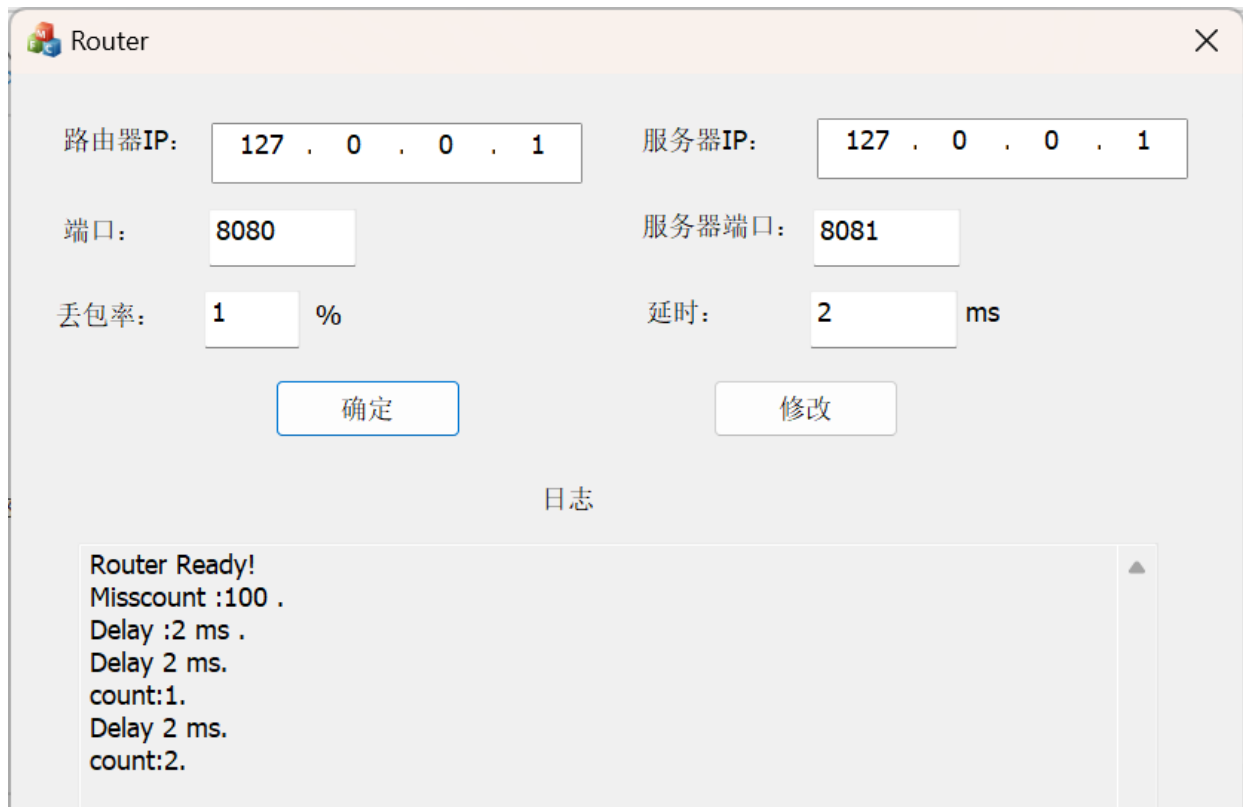 Router
路由器IP: 127 . 0 . 0 . 1 服务器IP: 127 . 0 . 0 . 1
端口: 8080 服务器端口: 8081
丢包率: 1 % 延时: 2 ms
确定 修改
日志
Router Ready!
Misscount :100 .
Delay :2 ms .
Delay 2 ms.
count:1.
Delay 2 ms.
count:2.